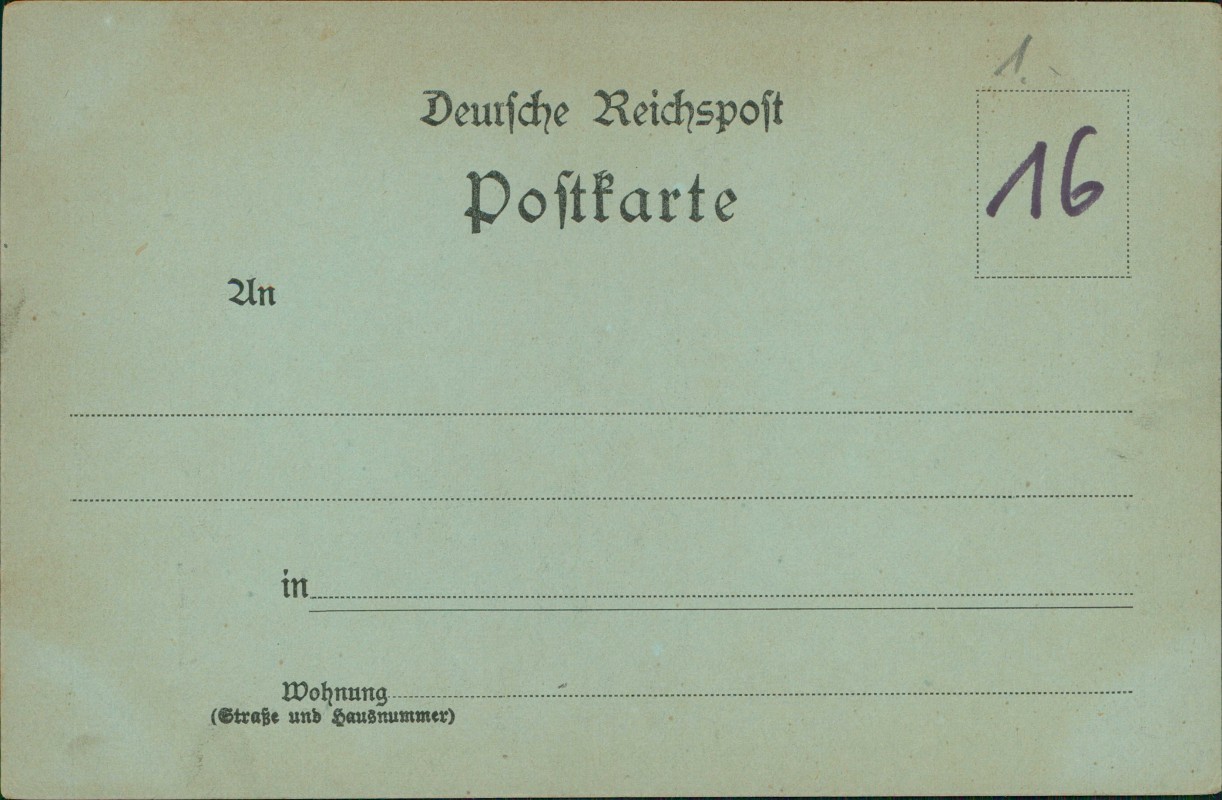 1.
Deutsche Reichspost
16
Postkarte
An
in
Wohnung
(Straße und Hausnummer)